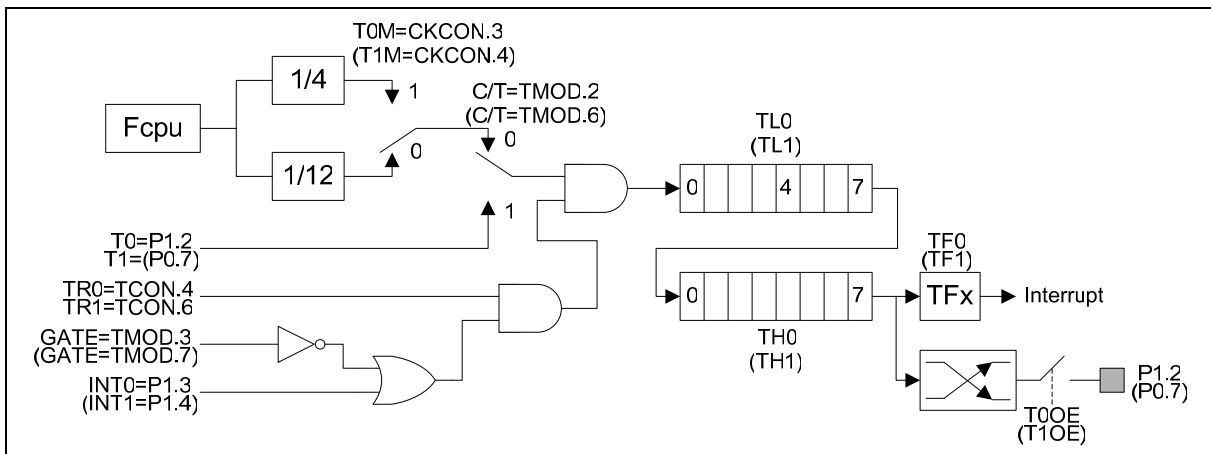 T0M=CKCON.3
(T1M=CKCON.4)
1/4
1
C/T=TMOD.2
(C/T=TMOD.6)
Fcpu
0
0
1/12
TL0
(TL1)
0 4 7
1
T0=P1.2
T1=(P0.7)
TF0
(TF1)
TR0=TCON.4
TR1=TCON.6
0 7
TFx
Interrupt
GATE=TMOD.3
(GATE=TMOD.7)
TH0
(TH1)
INT0=P1.3
(INT1=P1.4)
P1.2
(P0.7)
T0OE
(T1OE)